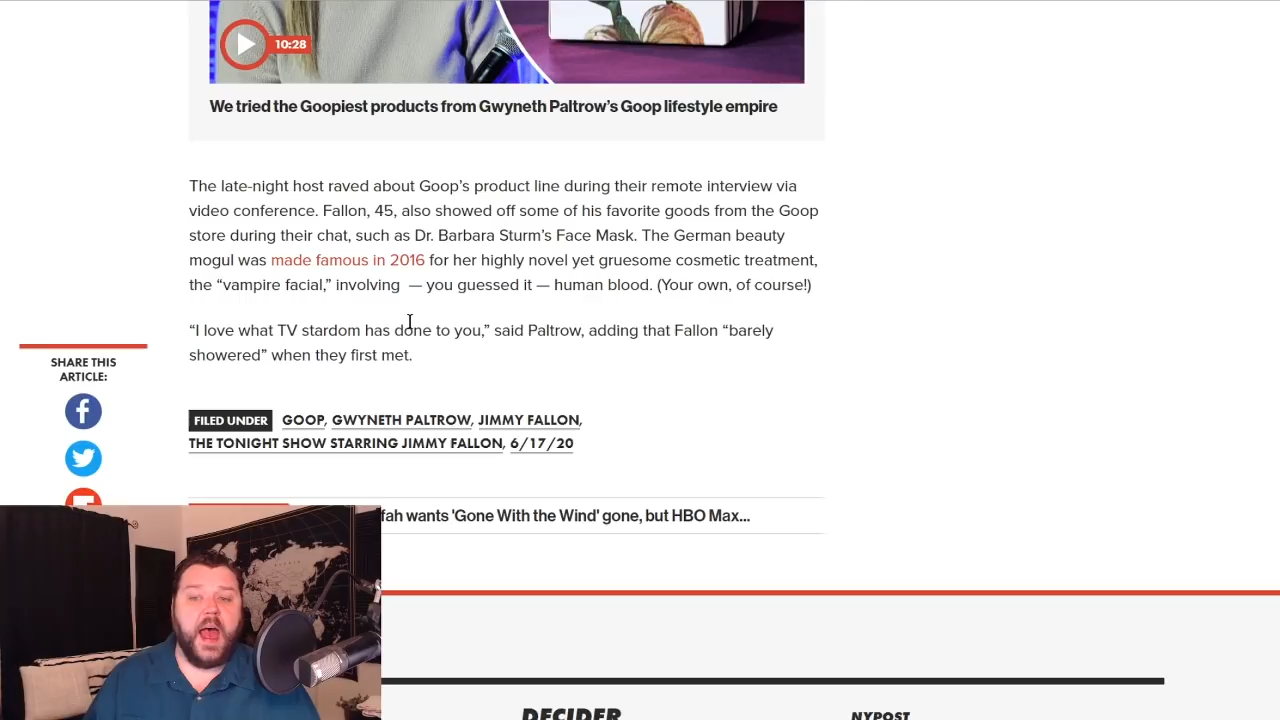 10:28
We tried the Goopiest products from Gwyneth Paltrow’s Goop lifestyle empire
The late-night host raved about Goop’s product line during their remote interview via
video conference. Fallon, 45, also showed off some of his favorite goods from the Goop
store during their chat, such as Dr. Barbara Sturm’s Face Mask. The German beauty
mogul was made famous in 2016 for her highly novel yet gruesome cosmetic treatment,
the “vampire facial,” involving — you guessed it — human blood. (Your own, of course!)
“I love what TV stardom has done to you,” said Paltrow, adding that Fallon “barely
showered” when they first met.
SHARE THIS
ARTICLE:
FILED UNDER GOOP, GWYNETH PALTROW, JIMMY FALLON,
THE TONIGHT SHOW STARRING JIMMY FALLON, 6/17/20
wants 'Gone With the Wind' gone, but HBO Max...
DECIDER
NYPOST